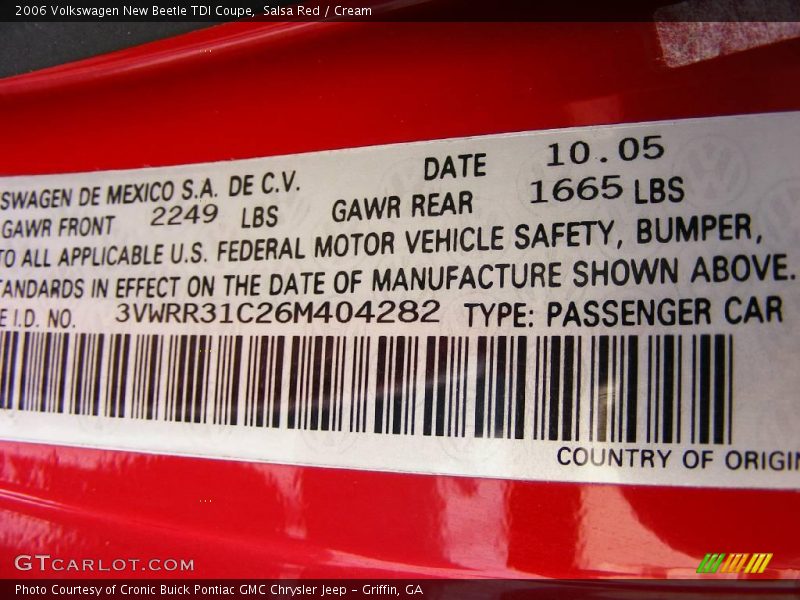 2006 Volkswagen New Beetle TDI Coupe, Salsa Red / Cream
DATE 10.05
SWAGEN DE MEXICO S.A. DE C.V.
GAWR FRONT 2249 LBS GAWR REAR 1665 LBS
TO ALL APPLICABLE U.S. FEDERAL MOTOR VEHICLE SAFETY, BUMPER,
TANDARDS IN EFFECT ON THE DATE OF MANUFACTURE SHOWN ABOVE.
E I.D. NO. 3VWRR31C26M404282 TYPE: PASSENGER CAR
COUNTRY OF ORIGIN
GTCARLOT.COM
Photo Courtesy of Cronic Buick Pontiac GMC Chrysler Jeep - Griffin, GA